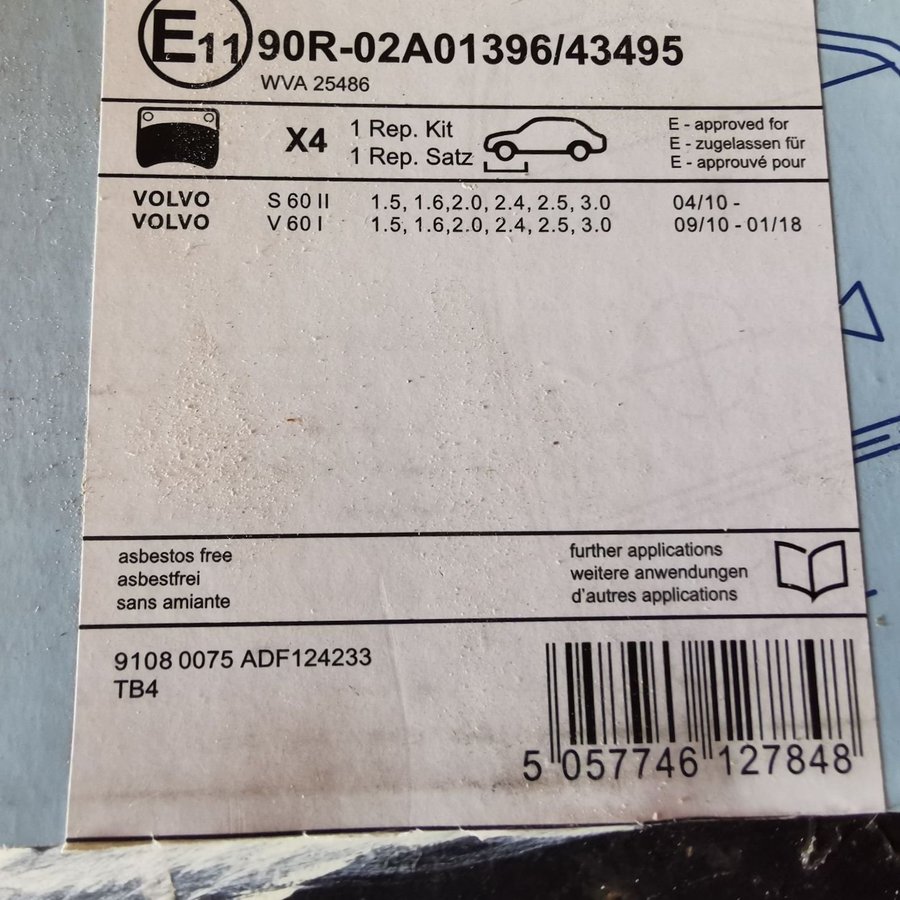 E11 90R-02A01396/43495
WVA 25486
X4
1 Rep. Kit
1 Rep. Satz
E - approved for
E - zugelassen für
E - approuvé pour
VOLVO S 60 II 1.5, 1.6,2.0, 2.4, 2.5, 3.0 04/10 -
VOLVO V 60 I 1.5, 1.6,2.0, 2.4, 2.5, 3.0 09/10 - 01/18
asbestos free
asbestfrei
sans amiante
further applications
weitere anwendungen
d'autres applications
9108 0075 ADF124233
TB4
5 057746 127848